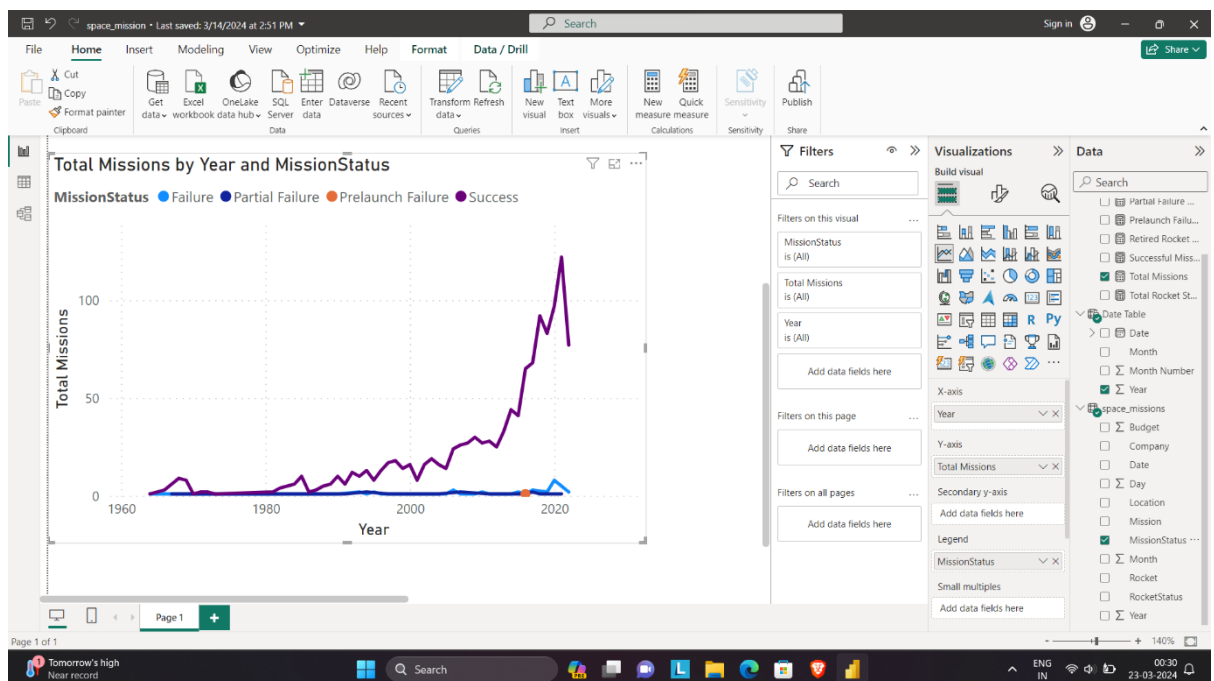 space_mission • Last saved: 3/14/2024 at 2:51 PM
Search
Sign in
File Home Insert Modeling View Optimize Help Format Data / Drill
Share
Paste
Cut
Copy
Format painter
Clipboard
Get data
Excel workbook
OneLake data hub
SQL Server
Enter data
Dataverse
Recent sources
Data
Transform data
Refresh
Queries
New visual
Text box
More visuals
Insert
New measure
Quick measure
Calculations
Sensitivity
Sensitivity
Publish
Share
Total Missions by Year and MissionStatus
MissionStatus Failure Partial Failure Prelaunch Failure Success
Total Missions
100
50
0
1960 1980 2000 2020
Year
Filters
Search
Filters on this visual ...
MissionStatus
is (All)
Total Missions
is (All)
Year
is (All)
Add data fields here
Filters on this page ...
Add data fields here
Filters on all pages ...
Add data fields here
Visualizations
Build visual
R Py
123
...
X-axis
Year
Y-axis
Total Missions
Secondary y-axis
Add data fields here
Legend
MissionStatus
Small multiples
Add data fields here
Data
Search
Partial Failure ...
Prelaunch Failu...
Retired Rocket ...
Successful Miss...
Total Missions
Total Rocket St...
Date Table
Date
Month
Σ Month Number
Σ Year
space_missions
Σ Budget
Company
Date
Σ Day
Location
Mission
MissionStatus ...
Σ Month
Rocket
RocketStatus
Σ Year
Page 1
+
Page 1 of 1
- + 140%
1
Tomorrow's high
Near record
Search
PRE
L
ENG
IN
00:30
23-03-2024